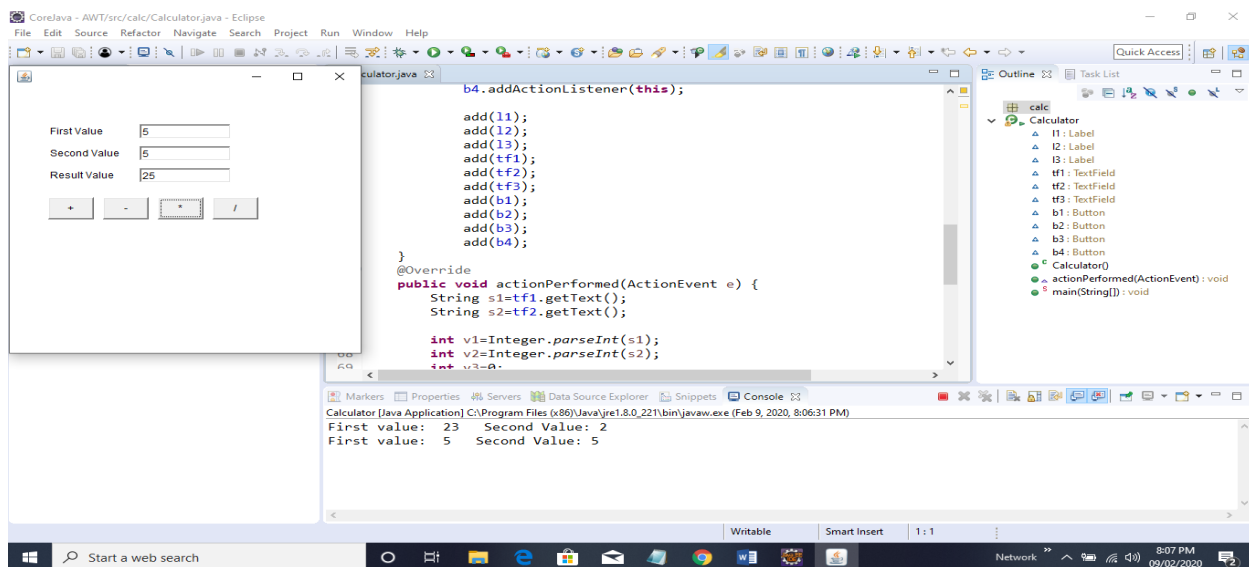 CoreJava - AWT/src/calc/Calculator.java - Eclipse
File Edit Source Refactor Navigate Search Project Run Window Help
Quick Access
First Value 5
Second Value 5
Result Value 25
+ - * /
culator.java
b4.addActionListener(this);
add(l1);
add(l2);
add(l3);
add(tf1);
add(tf2);
add(tf3);
add(b1);
add(b2);
add(b3);
add(b4);
}
@Override
public void actionPerformed(ActionEvent e) {
String s1=tf1.getText();
String s2=tf2.getText();
int v1=Integer.parseInt(s1);
68 int v2=Integer.parseInt(s2);
69 int v3=0;
Outline Task List
calc
Calculator
l1 : Label
l2 : Label
l3 : Label
tf1 : TextField
tf2 : TextField
tf3 : TextField
b1 : Button
b2 : Button
b3 : Button
b4 : Button
Calculator()
actionPerformed(ActionEvent) : void
main(String[]) : void
Markers Properties Servers Data Source Explorer Snippets Console
Calculator [Java Application] C:\Program Files (x86)\Java\jre1.8.0_221\bin\javaw.exe (Feb 9, 2020, 8:06:31 PM)
First value: 23 Second Value: 2
First value: 5 Second Value: 5
Writable Smart Insert 1 : 1
Start a web search
Network
8:07 PM
09/02/2020
2